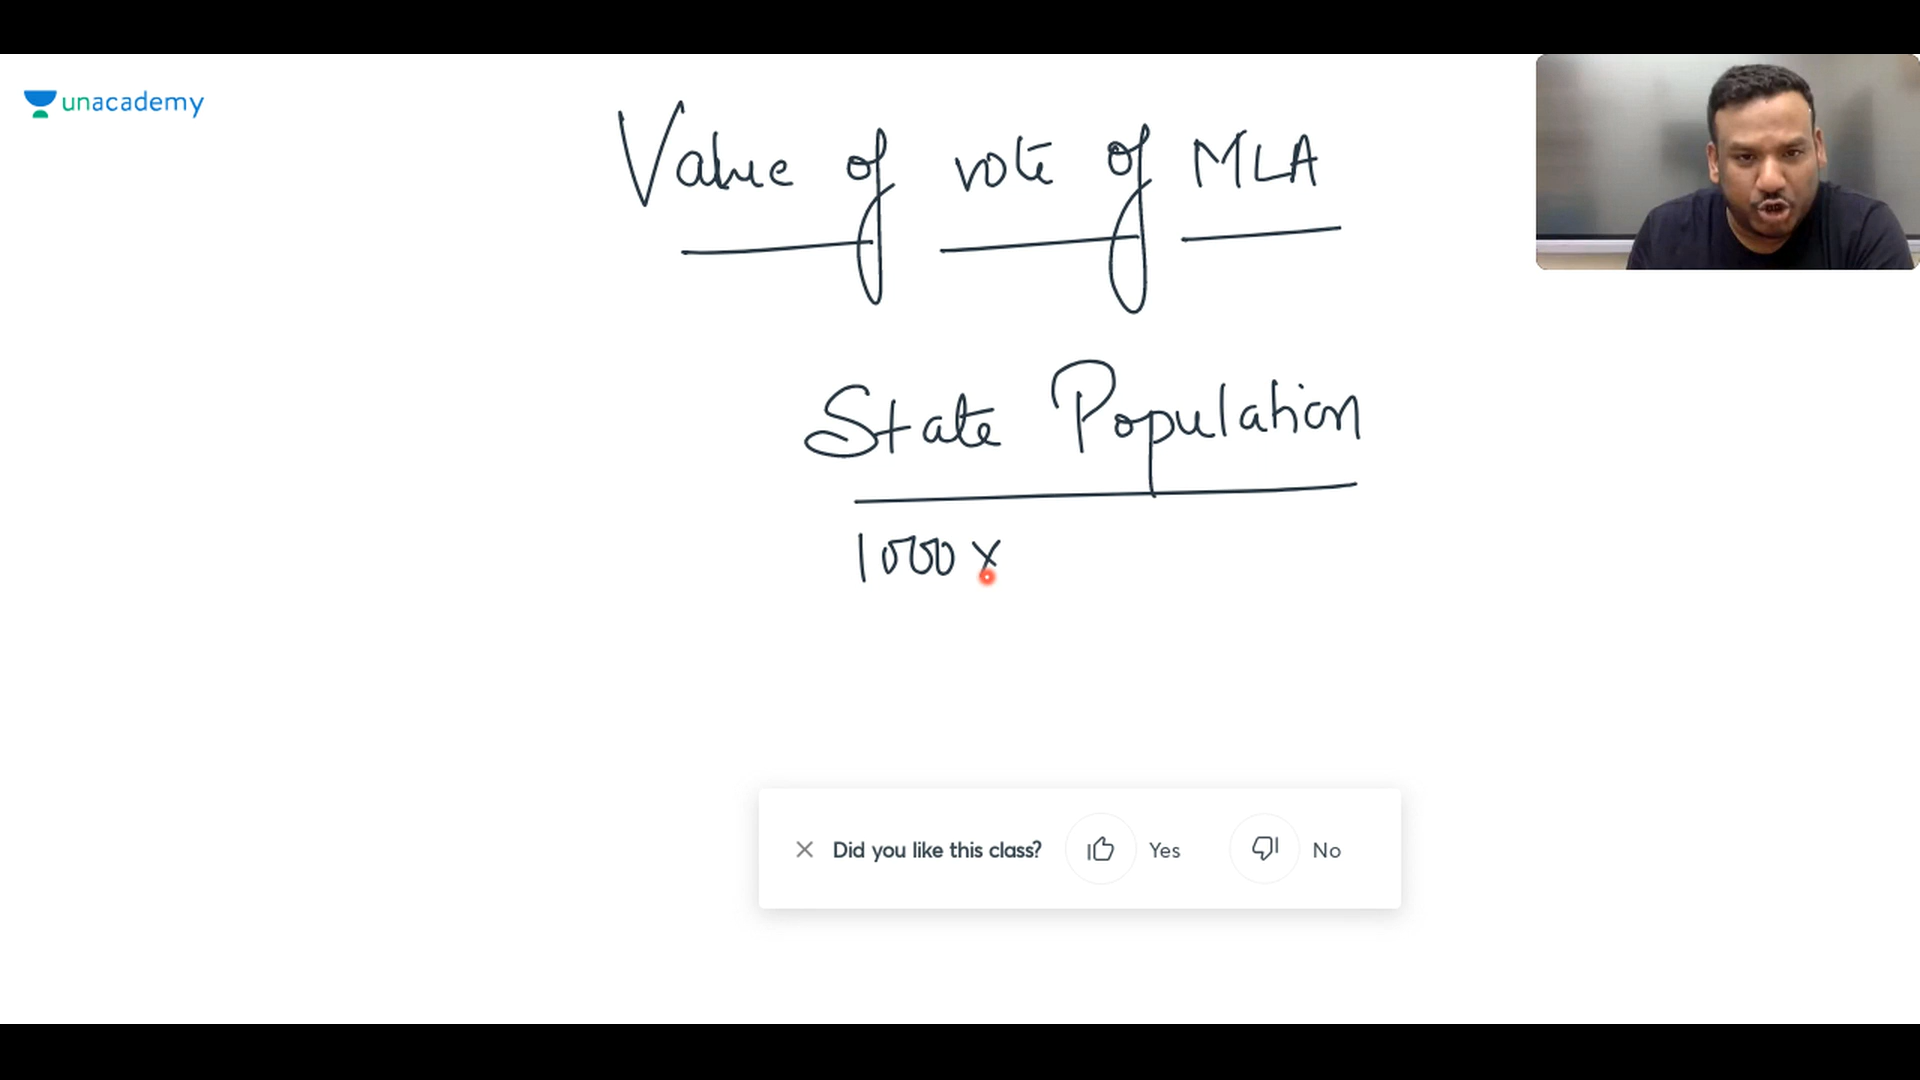 unacademy
Value of vote of MLA
State Population
1000 x
Did you like this class? Yes No